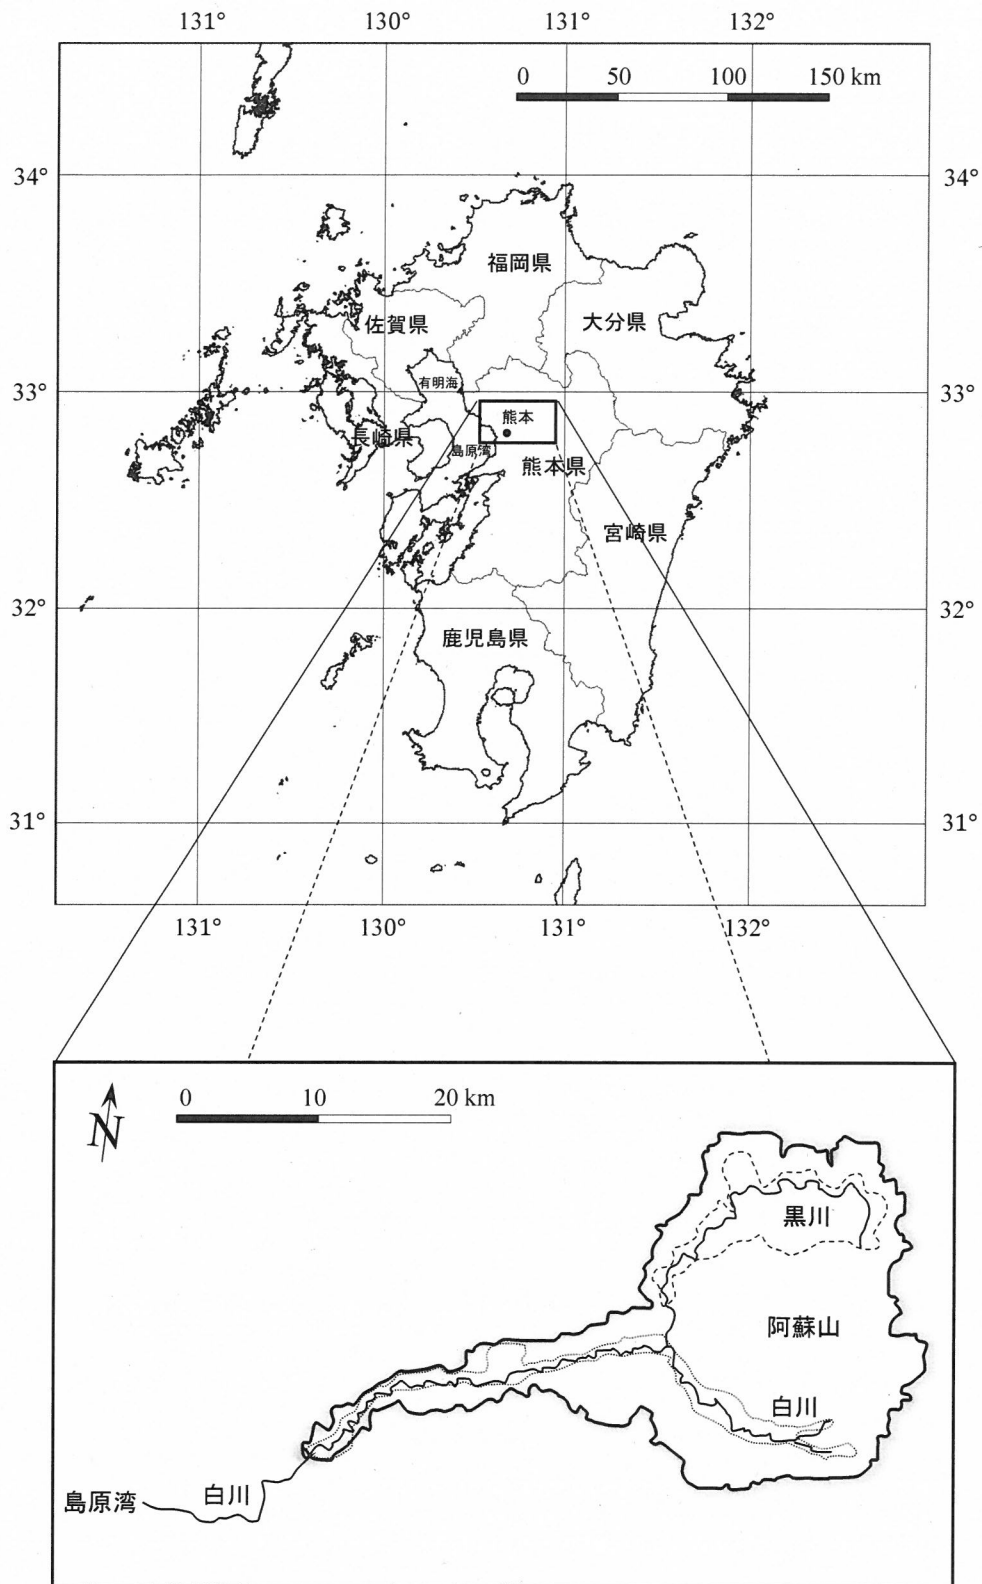 131° 130° 131° 132°
0 50 100 150 km
34° 34°
福岡県
佐賀県 大分県
有明海
33° 33°
熊本
長崎県
島原湾
熊本県
宮崎県
32° 32°
鹿児島県
31° 31°
131° 130° 131° 132°
N
0 10 20 km
黒川
阿蘇山
白川
白川
島原湾